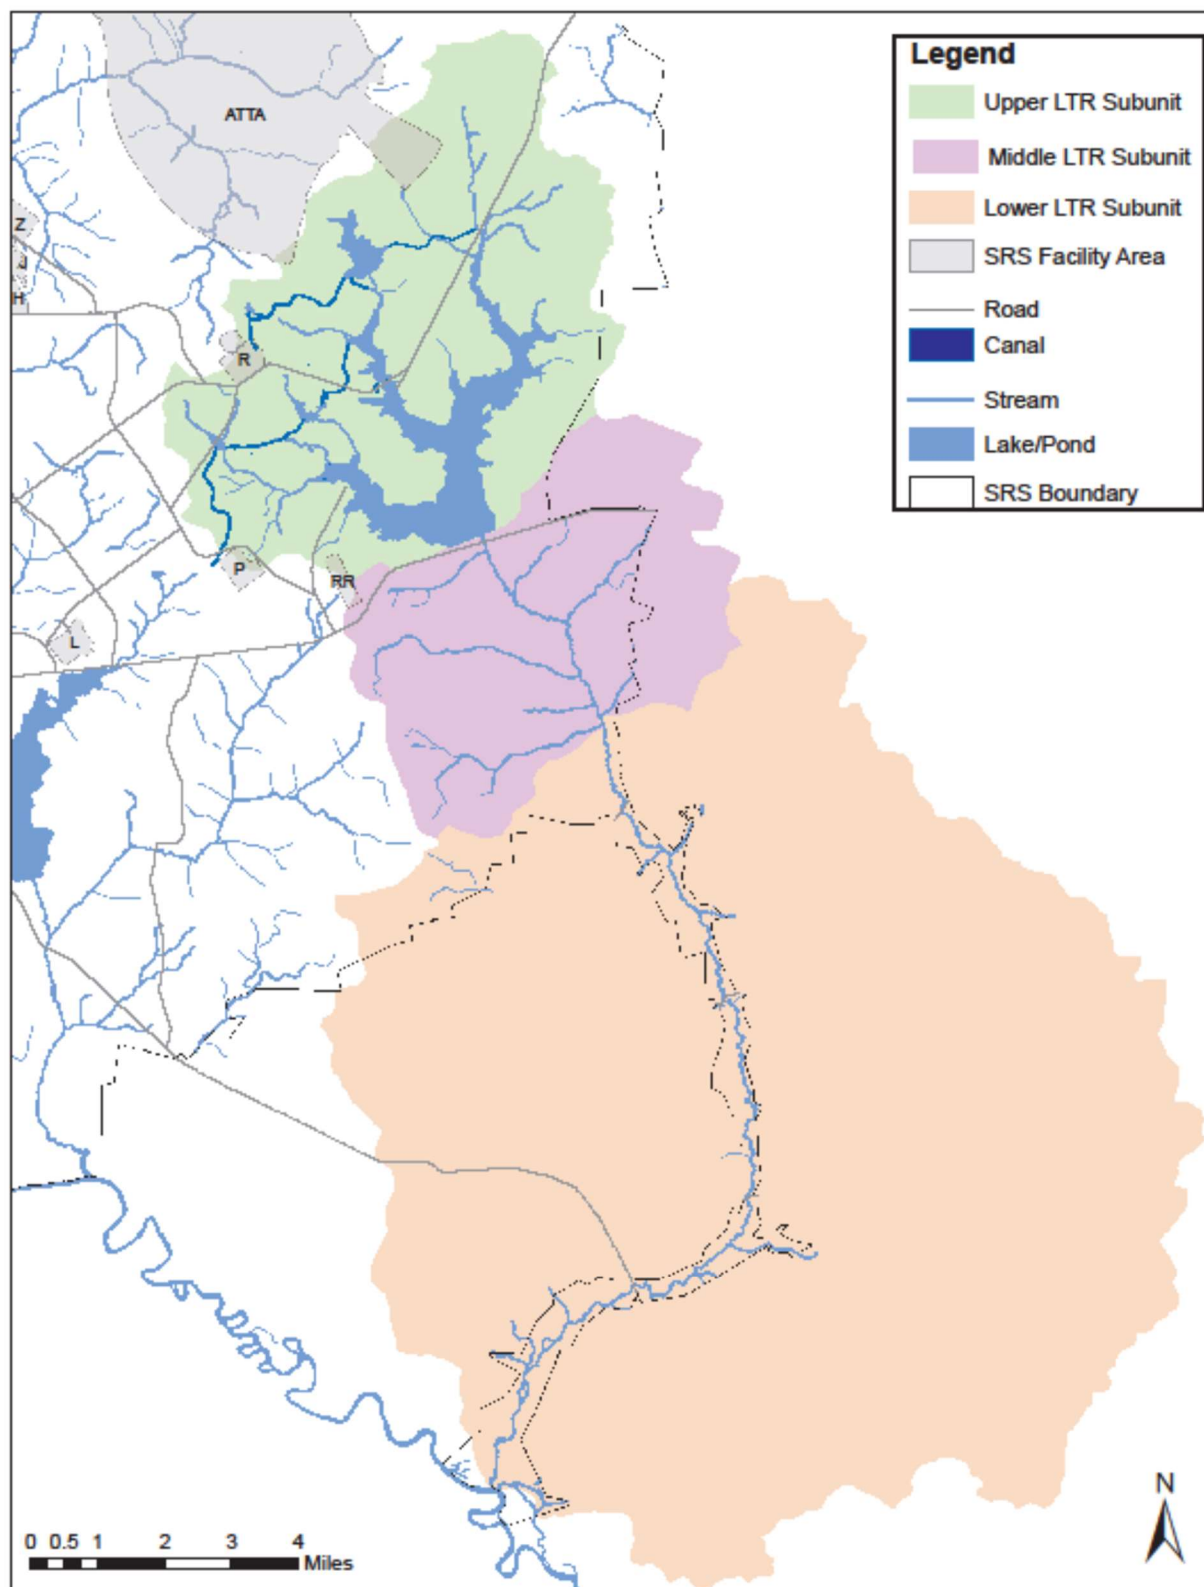 Legend
Upper LTR Subunit
Middle LTR Subunit
Lower LTR Subunit
SRS Facility Area
Road
Canal
Stream
Lake/Pond
SRS Boundary
ATTA
Z
J
H
R
P
RR
L
N
0 0.5 1 2 3 4
Miles